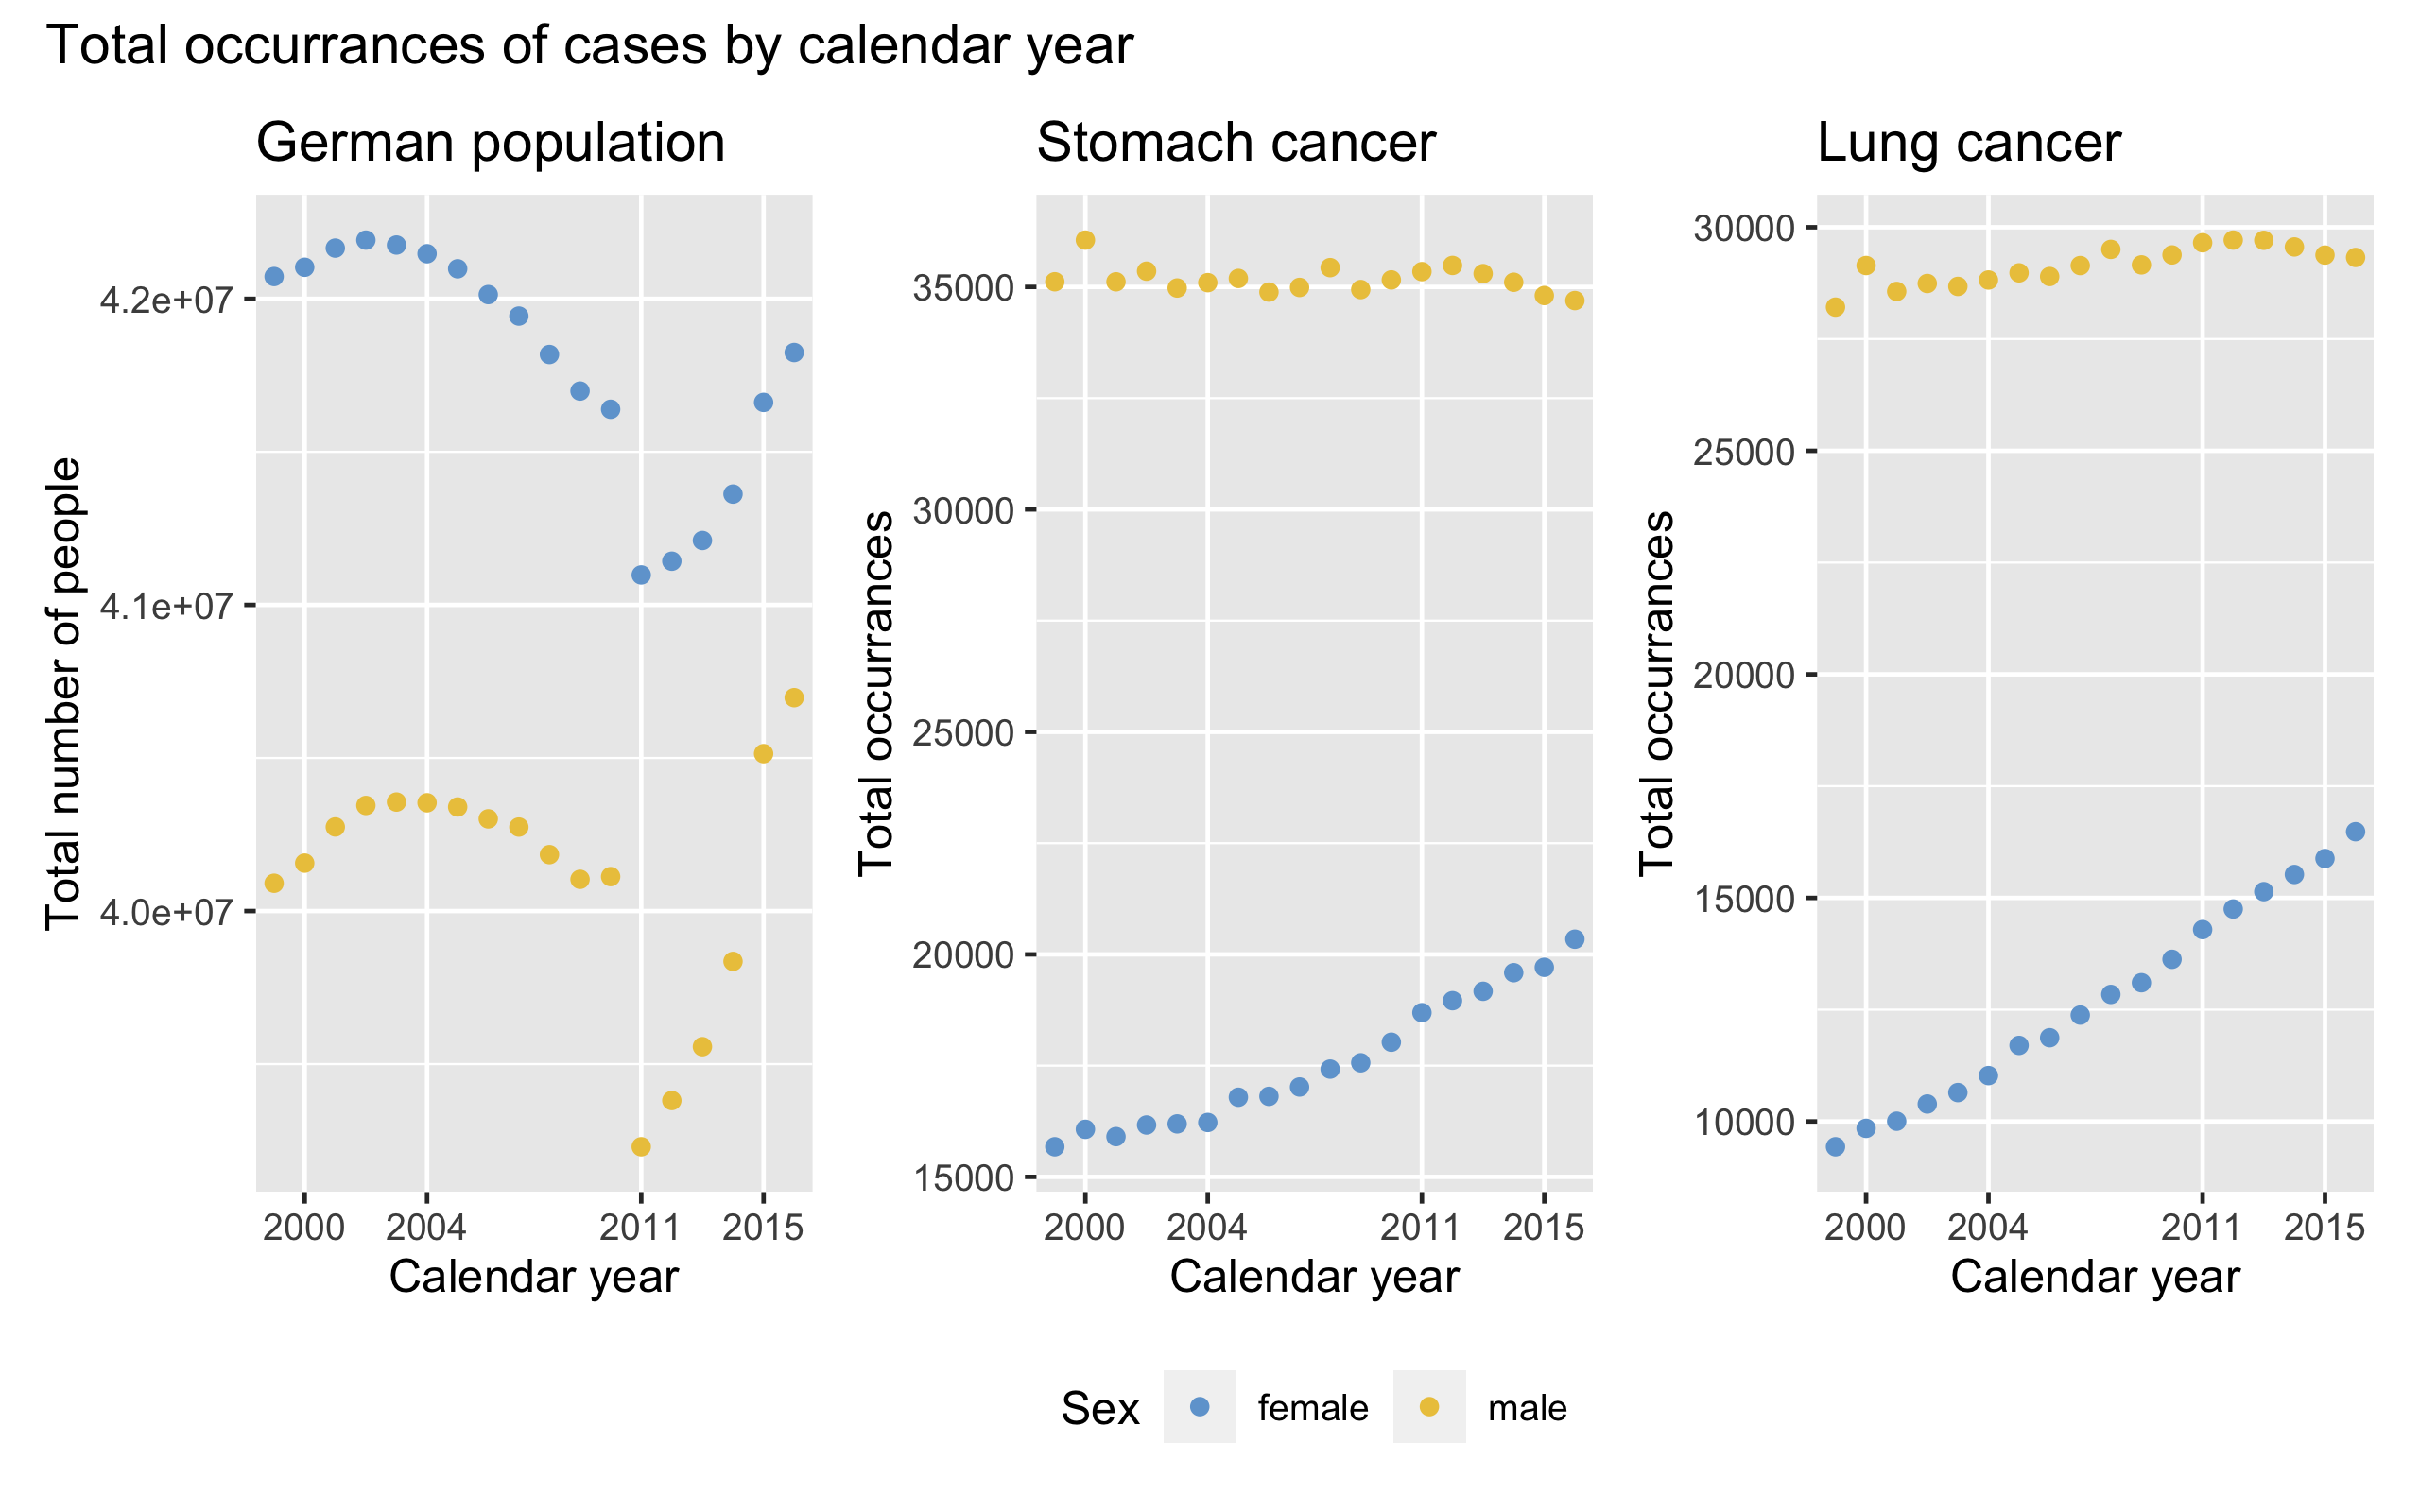 Total occurrances of cases by calendar year
German population
Total number of people
4.2e+07
4.1e+07
4.0e+07
2000 2004 2011 2015
Calendar year
Stomach cancer
Total occurrances
35000
30000
25000
20000
15000
2000 2004 2011 2015
Calendar year
Lung cancer
Total occurrances
30000
25000
20000
15000
10000
2000 2004 2011 2015
Calendar year
Sex female male